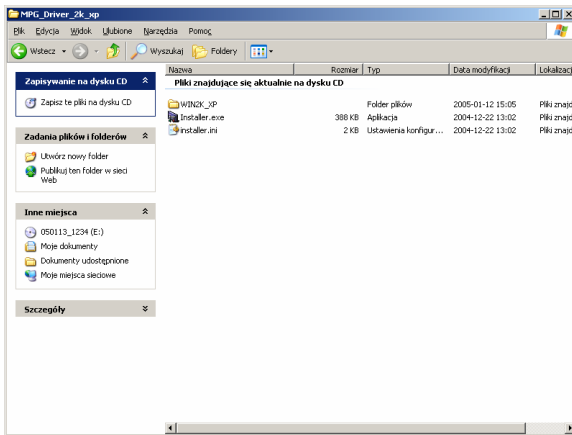 MPG_Driver_2k_xp
Plik Edycja Widok Ulubione Narzędzia Pomoc
Wstecz Wyszukaj Foldery
Nazwa Rozmiar Typ Data modyfikacji Lokalizacj
Pliki znajdujące się aktualnie na dysku CD
WIN2K_XP Folder plików 2005-01-12 15:05 Pliki znajd
Installer.exe 388 KB Aplikacja 2004-12-22 13:02 Pliki znajd
installer.ini 2 KB Ustawienia konfigur... 2004-12-22 13:02 Pliki znajd
Zapisywanie na dysku CD
Zapisz te pliki na dysku CD
Zadania plików i folderów
Utwórz nowy folder
Publikuj ten folder w sieci
Web
Inne miejsca
050113_1234 (E:)
Moje dokumenty
Dokumenty udostępnione
Moje miejsca sieciowe
Szczegóły